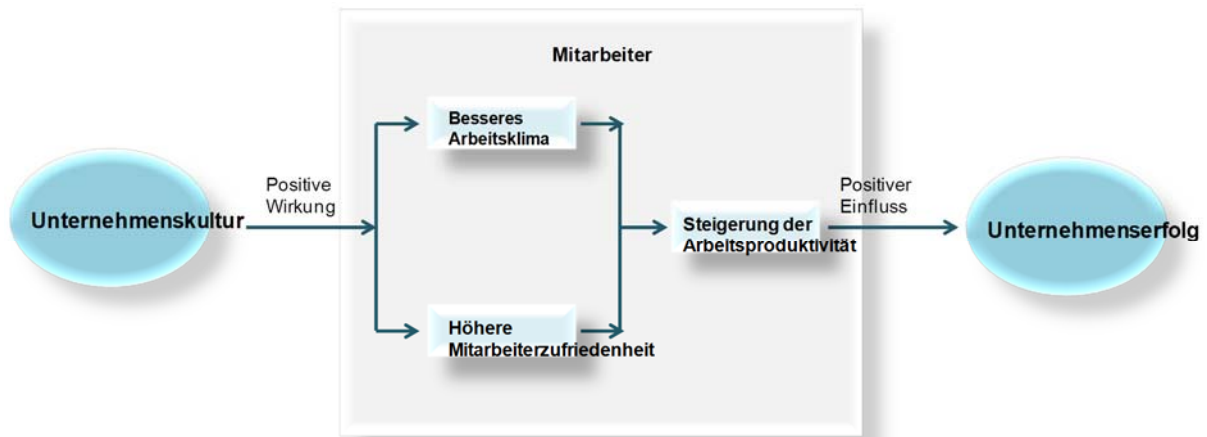 Mitarbeiter
Besseres
Arbeitsklima
Positive
Wirkung
Unternehmenskultur
Höhere
Mitarbeiterzufriedenheit
Steigerung der
Arbeitsproduktivität
Positiver
Einfluss
Unternehmenserfolg